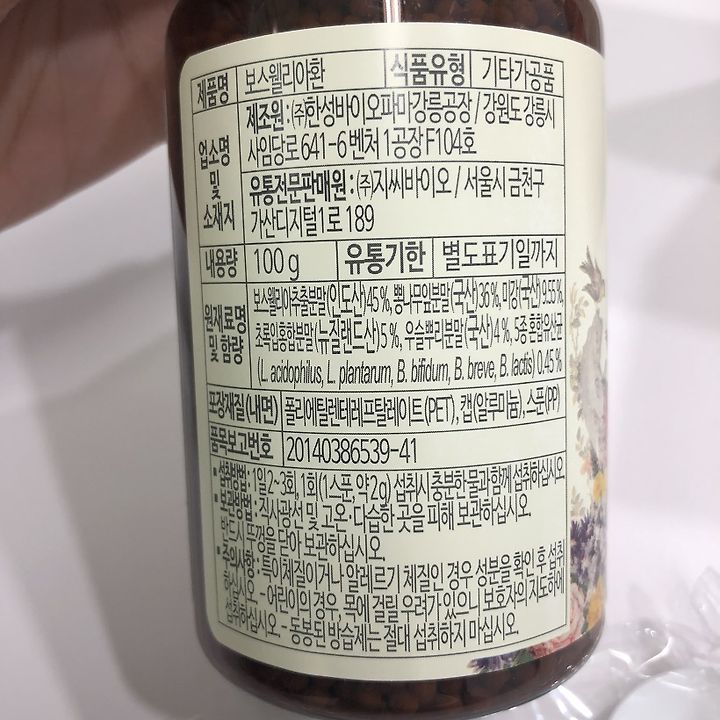 제품명 보스웰리아환 식품유형 기타가공품
업소명 및 소재지
제조원 : (주)한성바이오파마강릉공장 / 강원도 강릉시
사임당로 641-6 벤처 1공장 F104호
유통전문판매원 : (주)지씨바이오 / 서울시 금천구
가산디지털1로 189
내용량 100 g 유통기한 별도표기일까지
원재료명 및 함량
보스웰리아추출분말(인도산)45%, 뽕나무잎분말(국산)36%, 미강(국산)9.55%,
초록입홍합분말(뉴질랜드산)5%, 우슬뿌리분말(국산)4%, 5종 혼합유산균
(L. acidophilus, L. plantarum, B. bifidum, B. breve, B. lactis) 0.45%
포장재질(내면) 폴리에틸렌테레프탈레이트(PET), 캡(알루미늄), 스푼(PP)
품목보고번호 20140386539-41
• 섭취방법 : 1일 2~3회, 1회(1스푼, 약2g) 섭취시 충분한 물과 함께 섭취하십시오.
• 보관방법 : 직사광선 및 고온·다습한 곳을 피해 보관하십시오.
반드시 뚜껑을 닫아 보관하십시오.
• 주의사항 : 특이체질이거나 알레르기 체질인 경우 성분을 확인 후 섭취
하십시오. - 어린이의 경우, 목에 걸릴 우려가 있으니 보호자의 지도하에
섭취하십시오. - 동봉된 방습제는 절대 섭취하지 마십시오.